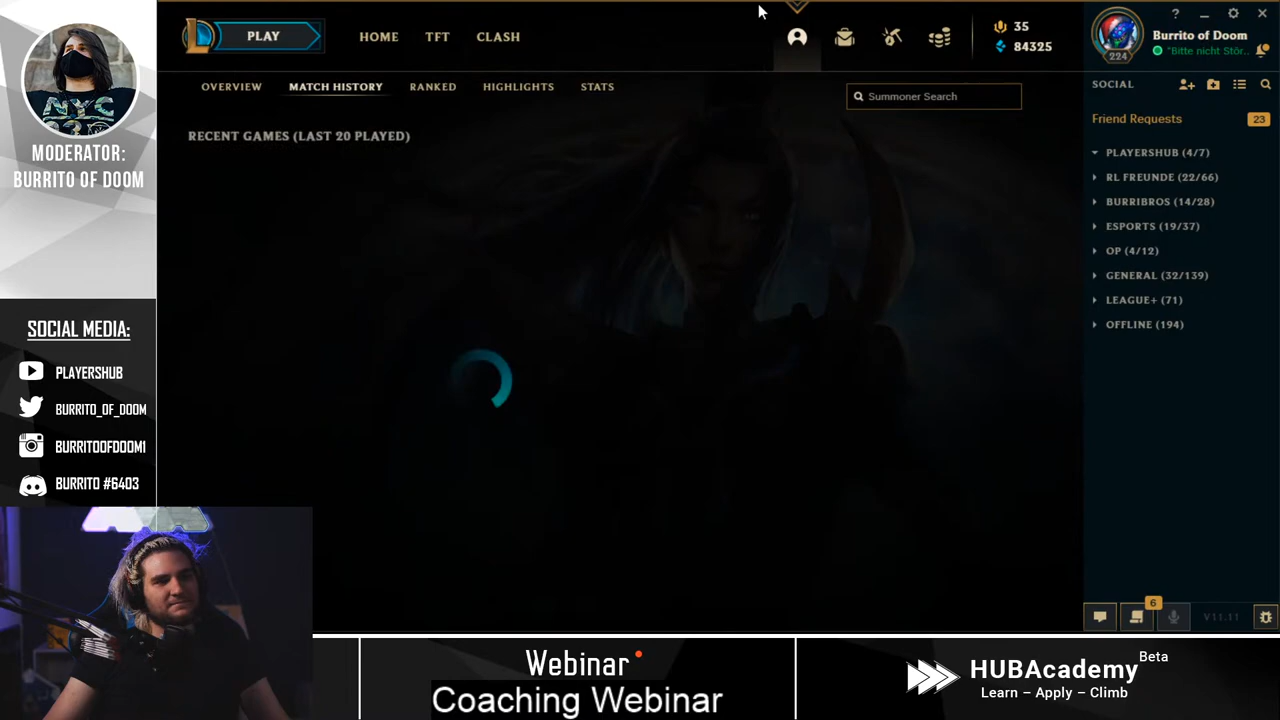 NYC
MODERATOR:
BURRITO OF DOOM
SOCIAL MEDIA:
PLAYERSHUB
BURRITO_OF_DOOM
BURRITOOFDOOM1
BURRITO #6403
PLAY
HOME
TFT
CLASH
35
84325
OVERVIEW
MATCH HISTORY
RANKED
HIGHLIGHTS
STATS
Summoner Search
RECENT GAMES (LAST 20 PLAYED)
?
224
Burrito of Doom
"Bitte nicht Stör..
SOCIAL
Friend Requests
23
PLAYERSHUB (4/7)
RL FREUNDE (22/66)
BURRIBROS (14/28)
ESPORTS (19/37)
OP (4/12)
GENERAL (32/139)
LEAGUE+ (71)
OFFLINE (194)
6
V11.11
Webinar
Coaching Webinar
HUBAcademy Beta
Learn – Apply – Climb